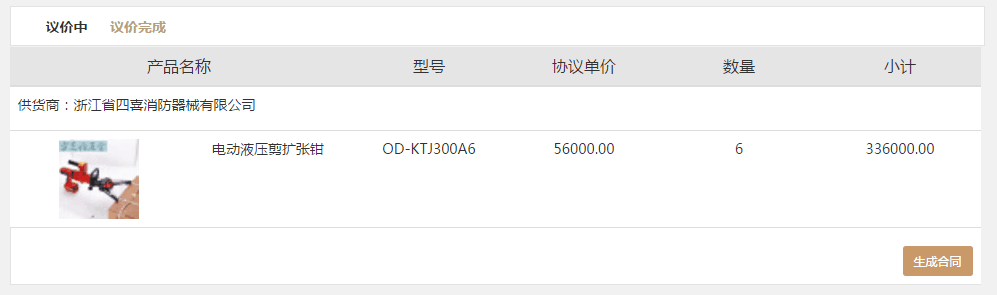 议价中 议价完成
产品名称 型号 协议单价 数量 小计
供货商：浙江省四喜消防器械有限公司
电动液压剪扩张钳 OD-KTJ300A6 56000.00 6 336000.00
生成合同